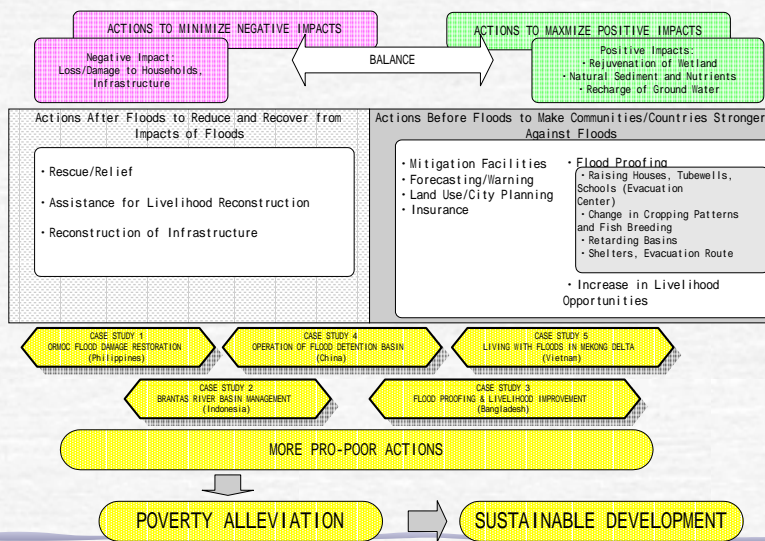 ACTIONS TO MINIMIZE NEGATIVE IMPACTS
ACTIONS TO MAXMIZE POSITIVE IMPACTS
Negative Impact:
Loss/Damage to Households,
Infrastructure
BALANCE
Positive Impacts:
・Rejuvenation of Wetland
・Natural Sediment and Nutrients
・Recharge of Ground Water
Actions After Floods to Reduce and Recover from
Impacts of Floods
・Rescue/Relief
・Assistance for Livelihood Reconstruction
・Reconstruction of Infrastructure
Actions Before Floods to Make Communities/Countries Stronger
Against Floods
・Mitigation Facilities
・Forecasting/Warning
・Land Use/City Planning
・Insurance
・Flood Proofing
・Raising Houses, Tubewells,
Schools (Evacuation
Center)
・Change in Cropping Patterns
and Fish Breeding
・Retarding Basins
・Shelters, Evacuation Route
・Increase in Livelihood
Opportunities
CASE STUDY 1
ORMOC FLOOD DAMAGE RESTORATION
(Philippines)
CASE STUDY 4
OPERATION OF FLOOD DETENTION BASIN
(China)
CASE STUDY 5
LIVING WITH FLOODS IN MEKONG DELTA
(Vietnam)
CASE STUDY 2
BRANTAS RIVER BASIN MANAGEMENT
(Indonesia)
CASE STUDY 3
FLOOD PROOFING & LIVELIHOOD IMPROVEMENT
(Bangladesh)
MORE PRO-POOR ACTIONS
POVERTY ALLEVIATION
SUSTAINABLE DEVELOPMENT